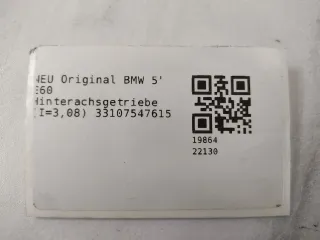 NEU Original BMW 5'
E60
Hinterachsgetriebe
(I=3,08) 33107547615
19864
22130